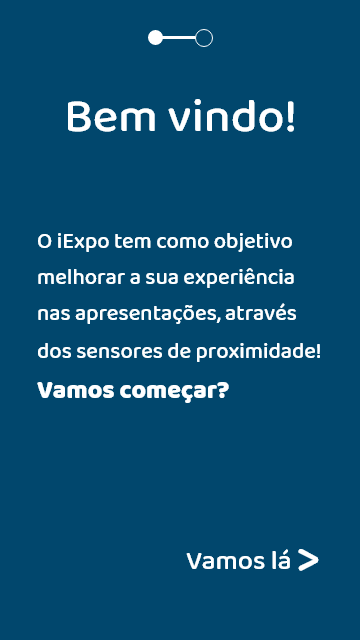 Bem vindo!
O iExpo tem como objetivo
melhorar a sua experiência
nas apresentações, através
dos sensores de proximidade!
Vamos começar?
Vamos lá >